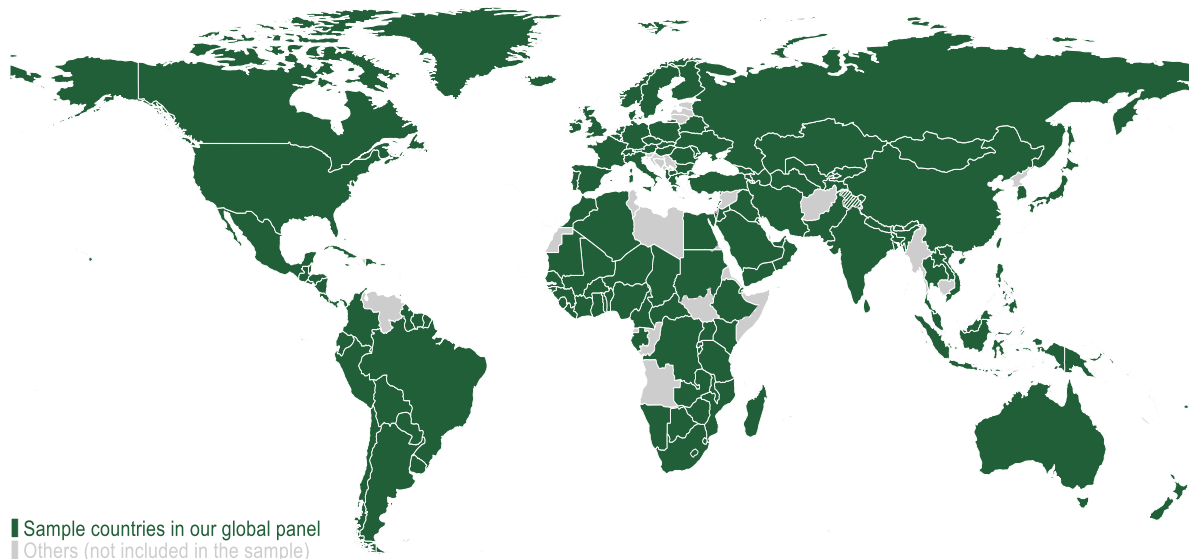 Sample countries in our global panel
Others (not included in the sample)